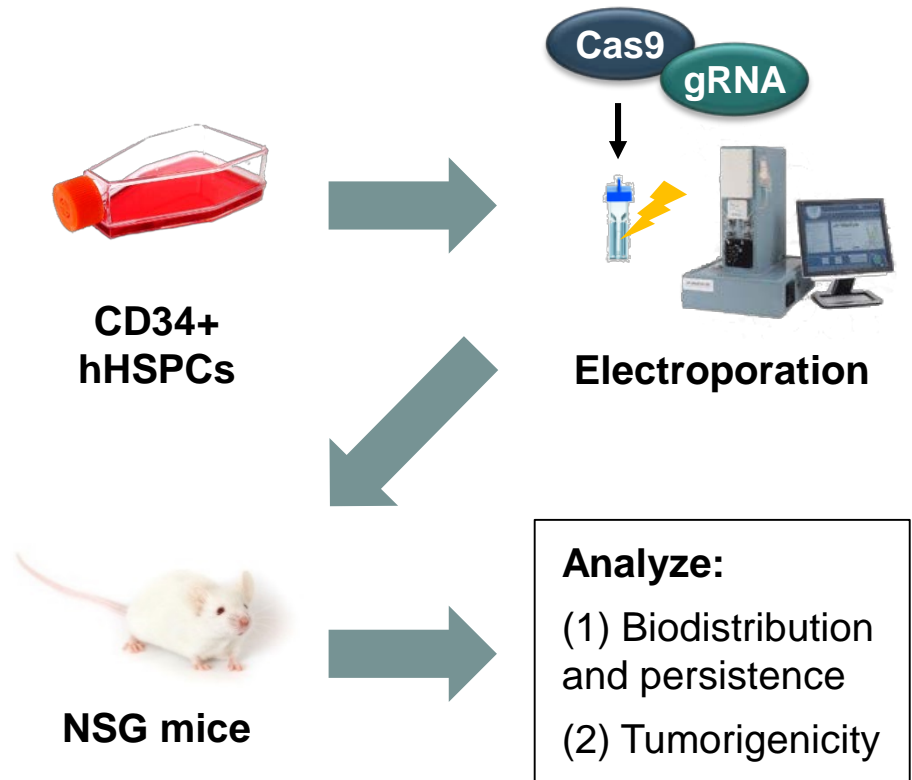 Cas9
gRNA
CD34+
hHSPCs
Electroporation
NSG mice
Analyze:
(1) Biodistribution
and persistence
(2) Tumorigenicity